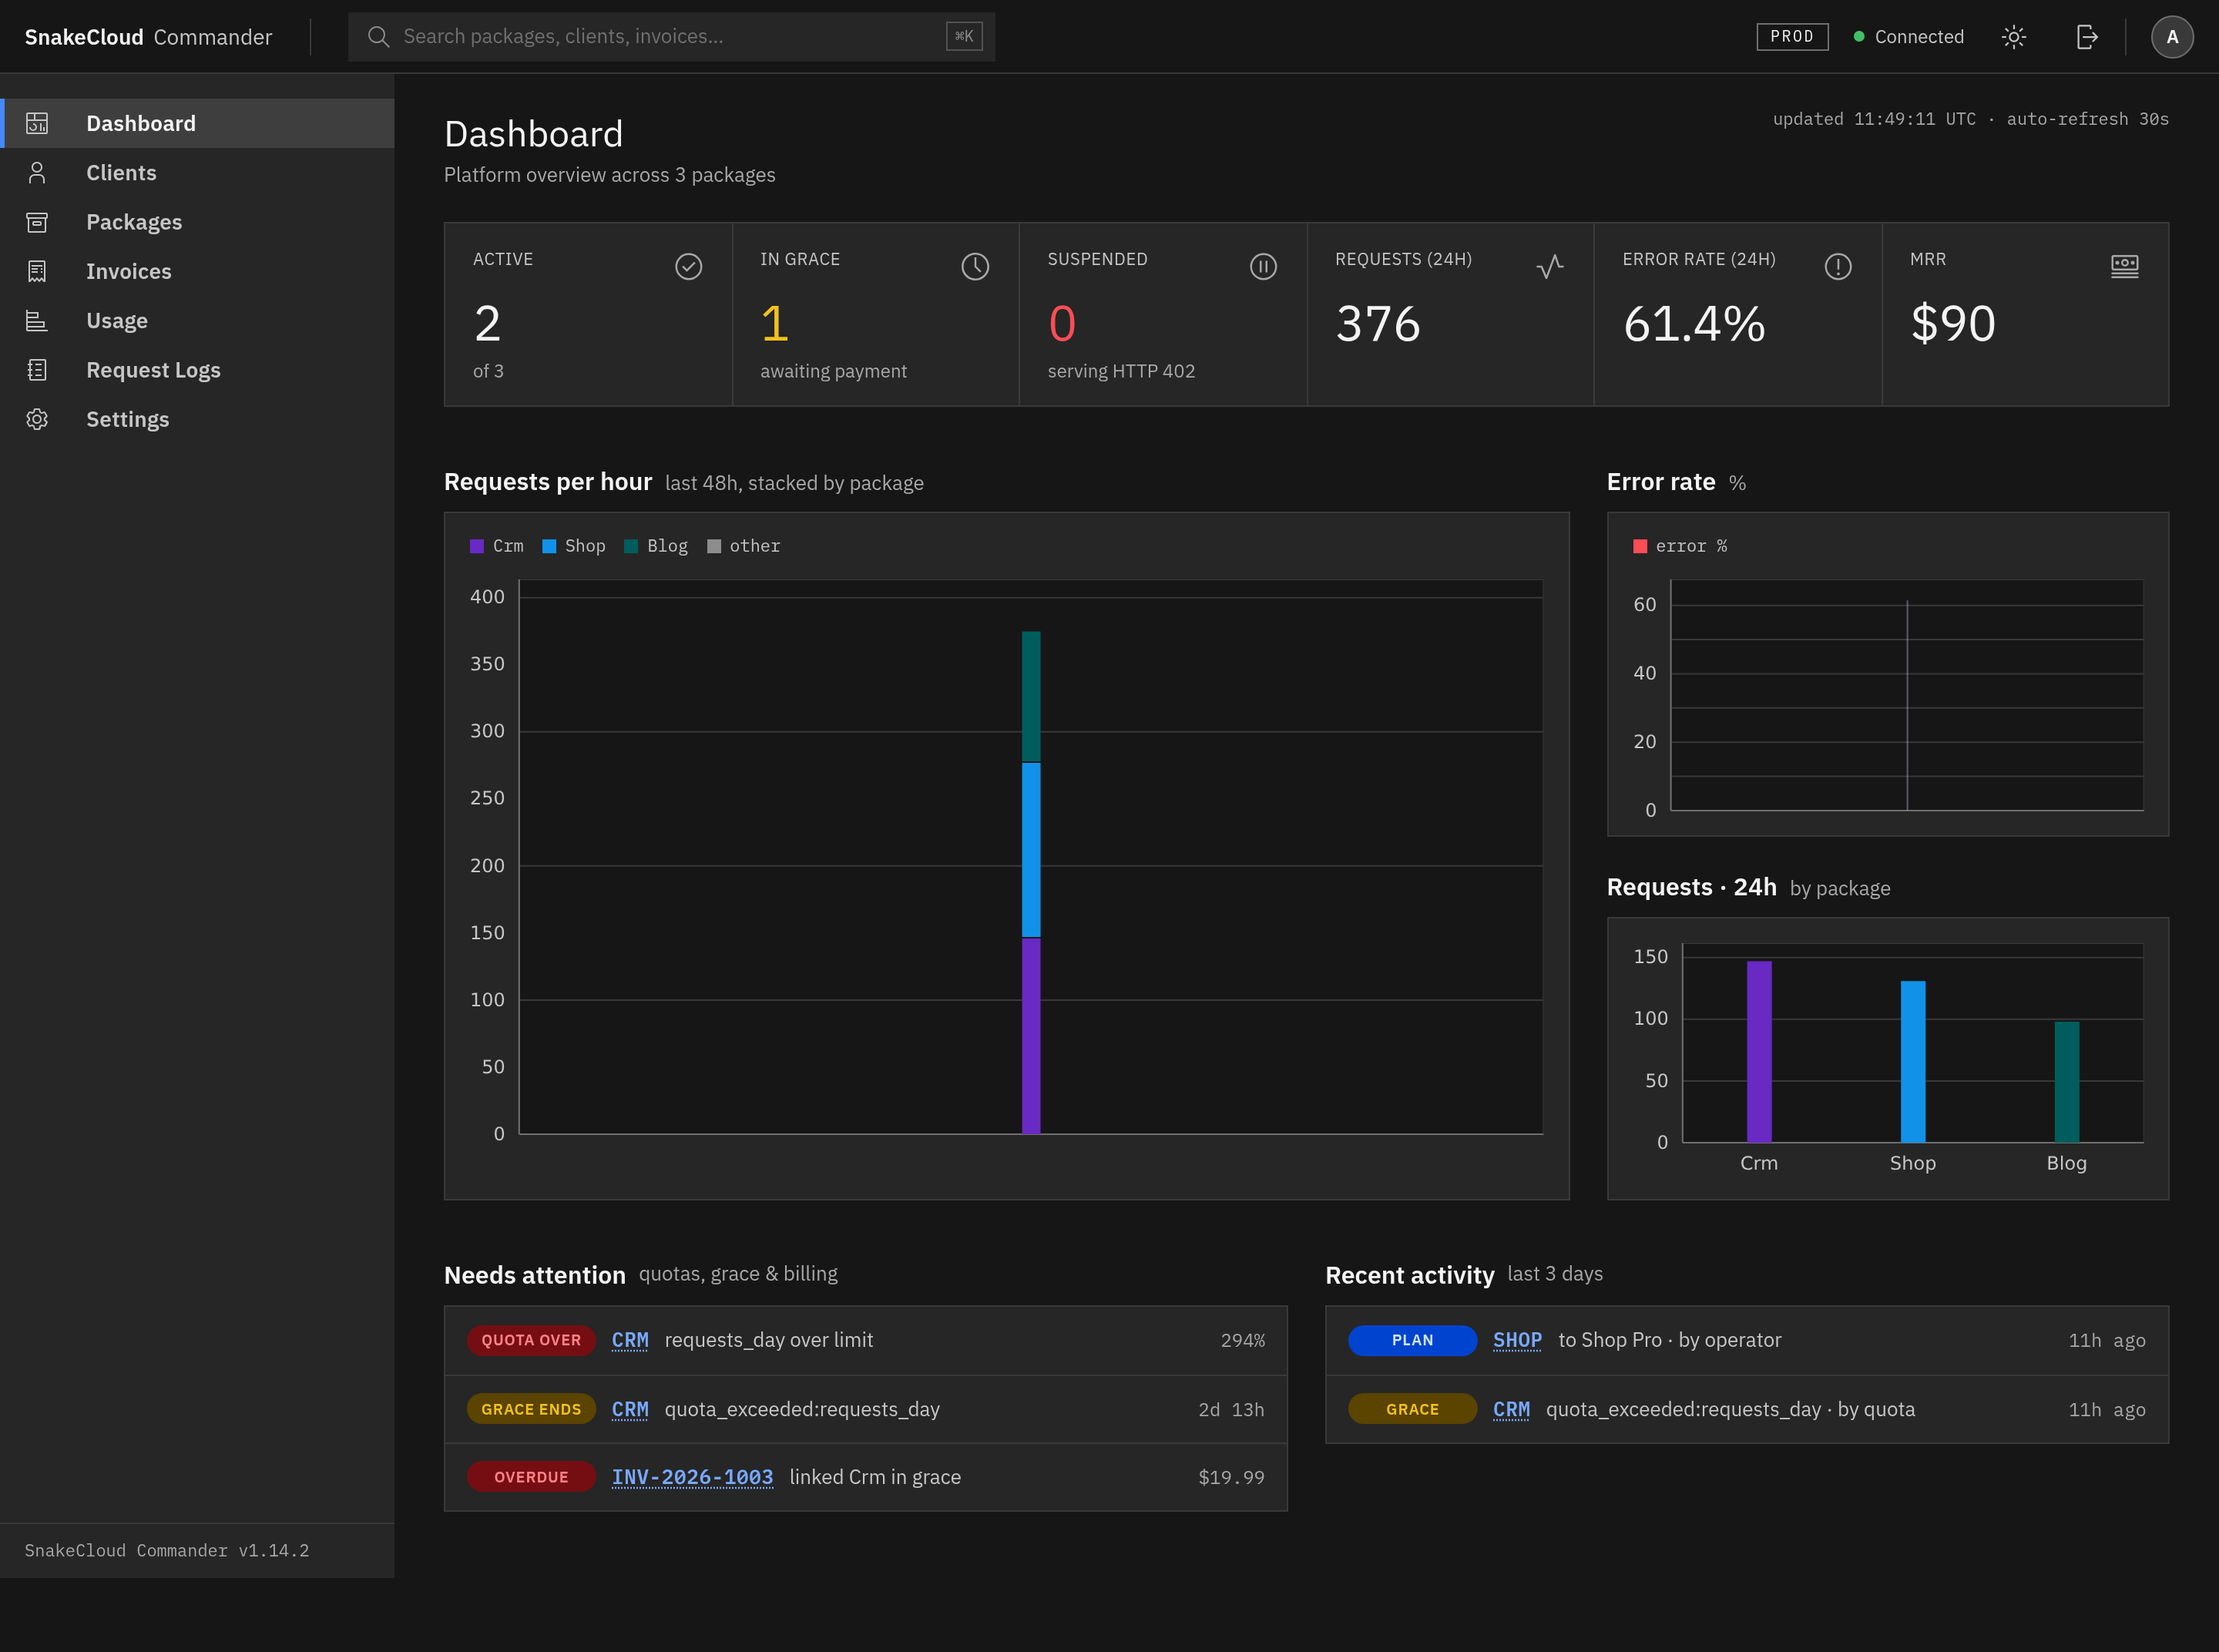 SnakeCloud Commander
Search packages, clients, invoices...
⌘K
PROD
Connected
A
Dashboard
Clients
Packages
Invoices
Usage
Request Logs
Settings
SnakeCloud Commander v1.14.2
Dashboard
Platform overview across 3 packages
updated 11:49:11 UTC · auto-refresh 30s
ACTIVE
2
of 3
IN GRACE
1
awaiting payment
SUSPENDED
0
serving HTTP 402
REQUESTS (24H)
376
ERROR RATE (24H)
61.4%
MRR
$90
Requests per hour last 48h, stacked by package
Crm Shop Blog other
400
350
300
250
200
150
100
50
0
Error rate %
error %
60
40
20
0
Requests · 24h by package
150
100
50
0
Crm Shop Blog
Needs attention quotas, grace & billing
QUOTA OVER CRM requests_day over limit 294%
GRACE ENDS CRM quota_exceeded:requests_day 2d 13h
OVERDUE INV-2026-1003 linked Crm in grace $19.99
Recent activity last 3 days
PLAN SHOP to Shop Pro · by operator 11h ago
GRACE CRM quota_exceeded:requests_day · by quota 11h ago